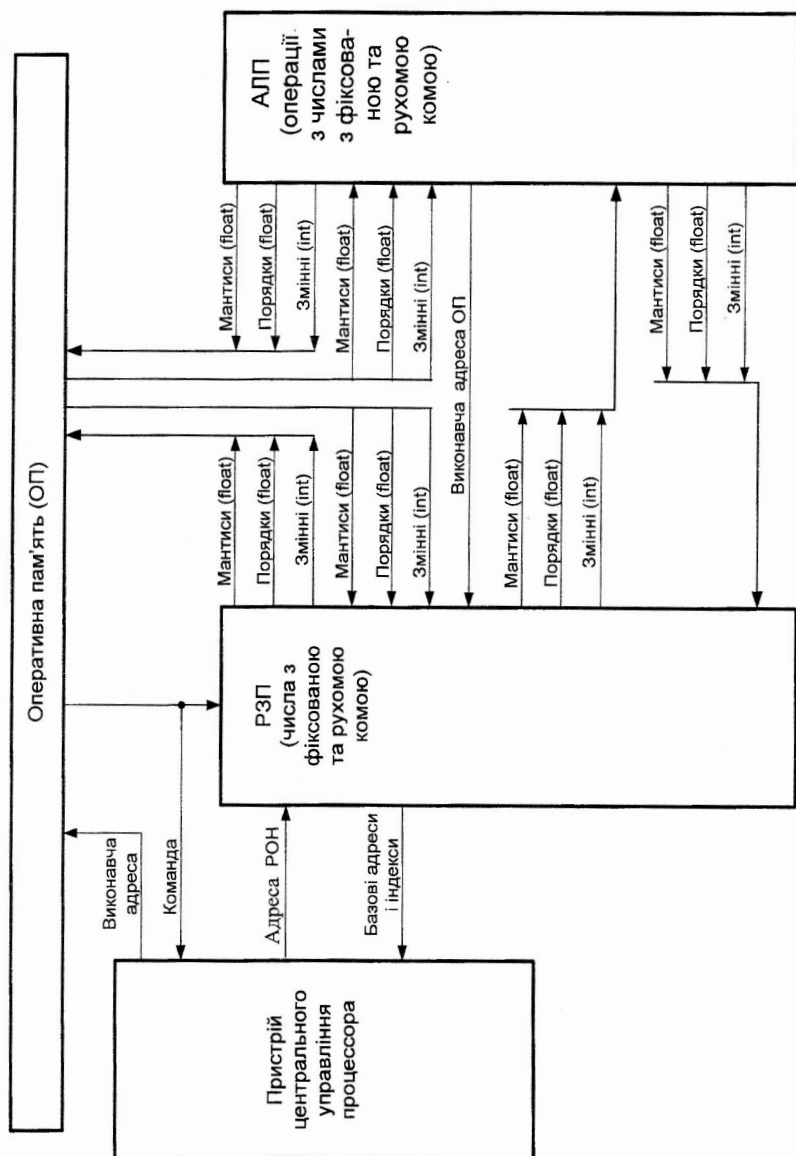 Оперативна пам'ять (ОП)
Виконавча
адреса
Команда
Пристрій
центрального
управління
процессора
Адреса РОН
Базові адреси
і індекси
РЗП
(числа з
фіксованою
та рухомою
комою)
Мантиси (float)
Порядки (float)
Змінні (int)
Мантиси (float)
Порядки (float)
Змінні (int)
Виконавча адреса ОП
Мантиси (float)
Порядки (float)
Змінні (int)
Мантиси (float)
Порядки (float)
Змінні (int)
Мантиси (float)
Порядки (float)
Змінні (int)
Мантиси (float)
Порядки (float)
Змінні (int)
АЛП
(операції
з числами
з фіксова-
ною та
рухомою
комою)